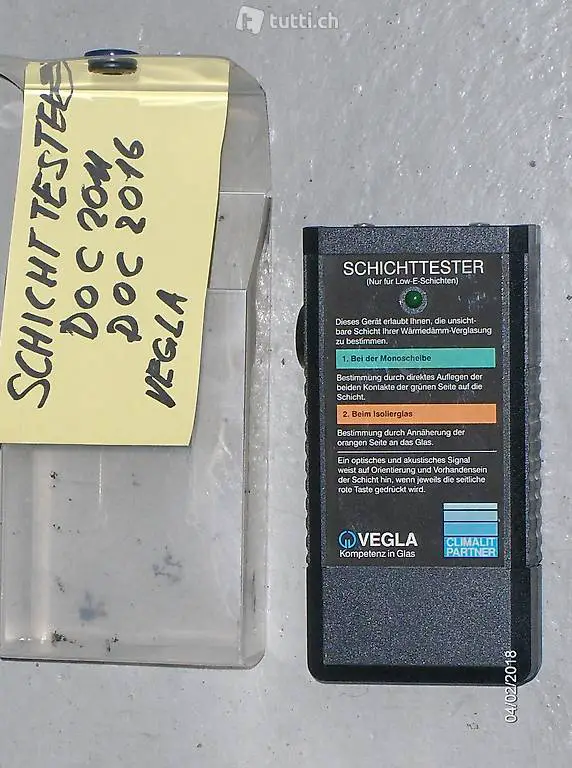 tutti.ch
SCHICHTTESTER
DOC 2011
DOC 2016
VEGLA
SCHICHTTESTER
(Nur für Low-E-Schichten)
Dieses Gerät erlaubt Ihnen, die unsicht-
bare Schicht Ihrer Wärmedämm-Verglasung
zu bestimmen.
1. Bei der Monoscheibe
Bestimmung durch direktes Auflegen der
beiden Kontakte der grünen Seite auf die
Schicht.
2. Beim Isolierglas
Bestimmung durch Annäherung der
orangen Seite an das Glas.
Ein optisches und akustisches Signal
weist auf Orientierung und Vorhandensein
der Schicht hin, wenn jeweils die seitliche
rote Taste gedrückt wird.
VEGLA
Kompetenz in Glas
CLIMALIT
PARTNER
04/02/2018